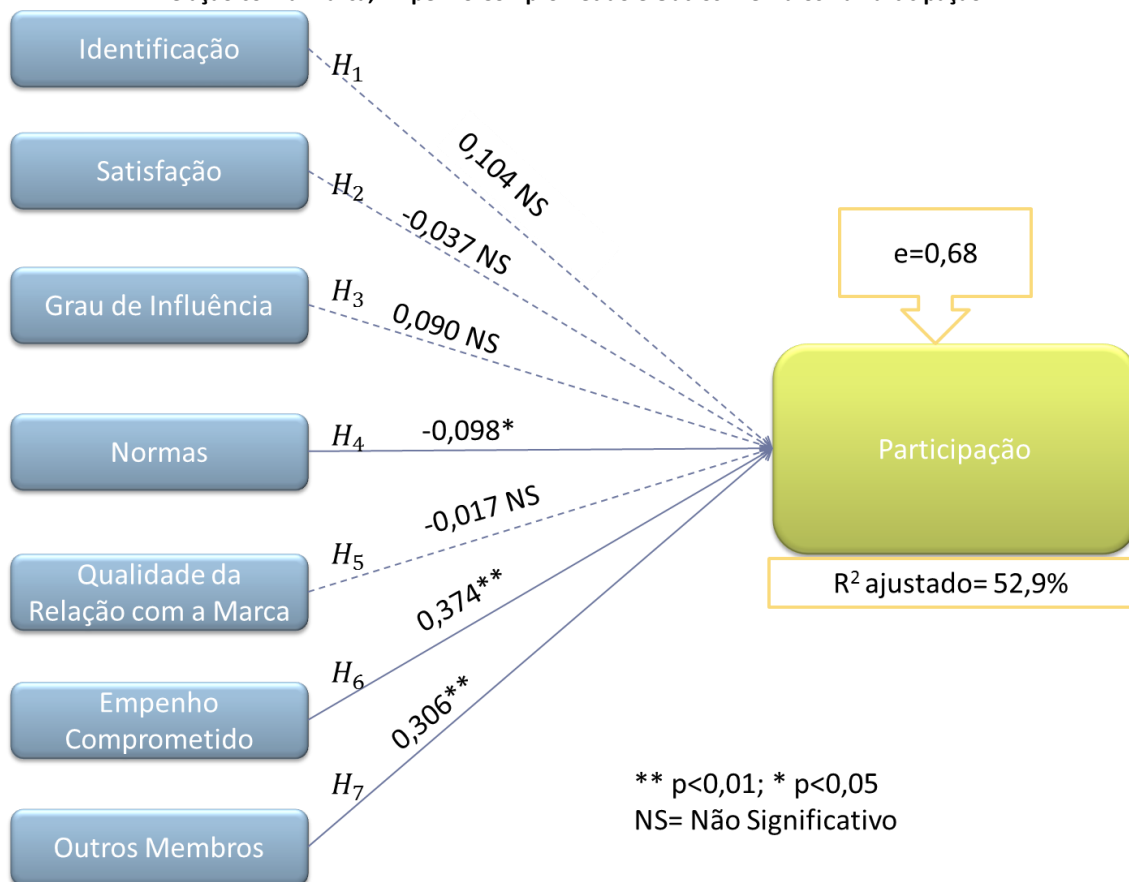 Identificação
H₁
0,104 NS
Satisfação
H₂
-0,037 NS
e=0,68
Grau de Influência
H₃
0,090 NS
Normas
H₄
-0,098*
Participação
-0,017 NS
H₅
Qualidade da
Relação com a Marca
R² ajustado= 52,9%
0,374**
H₆
Empenho
Comprometido
0,306**
H₇
Outros Membros
** p<0,01; * p<0,05
NS= Não Significativo